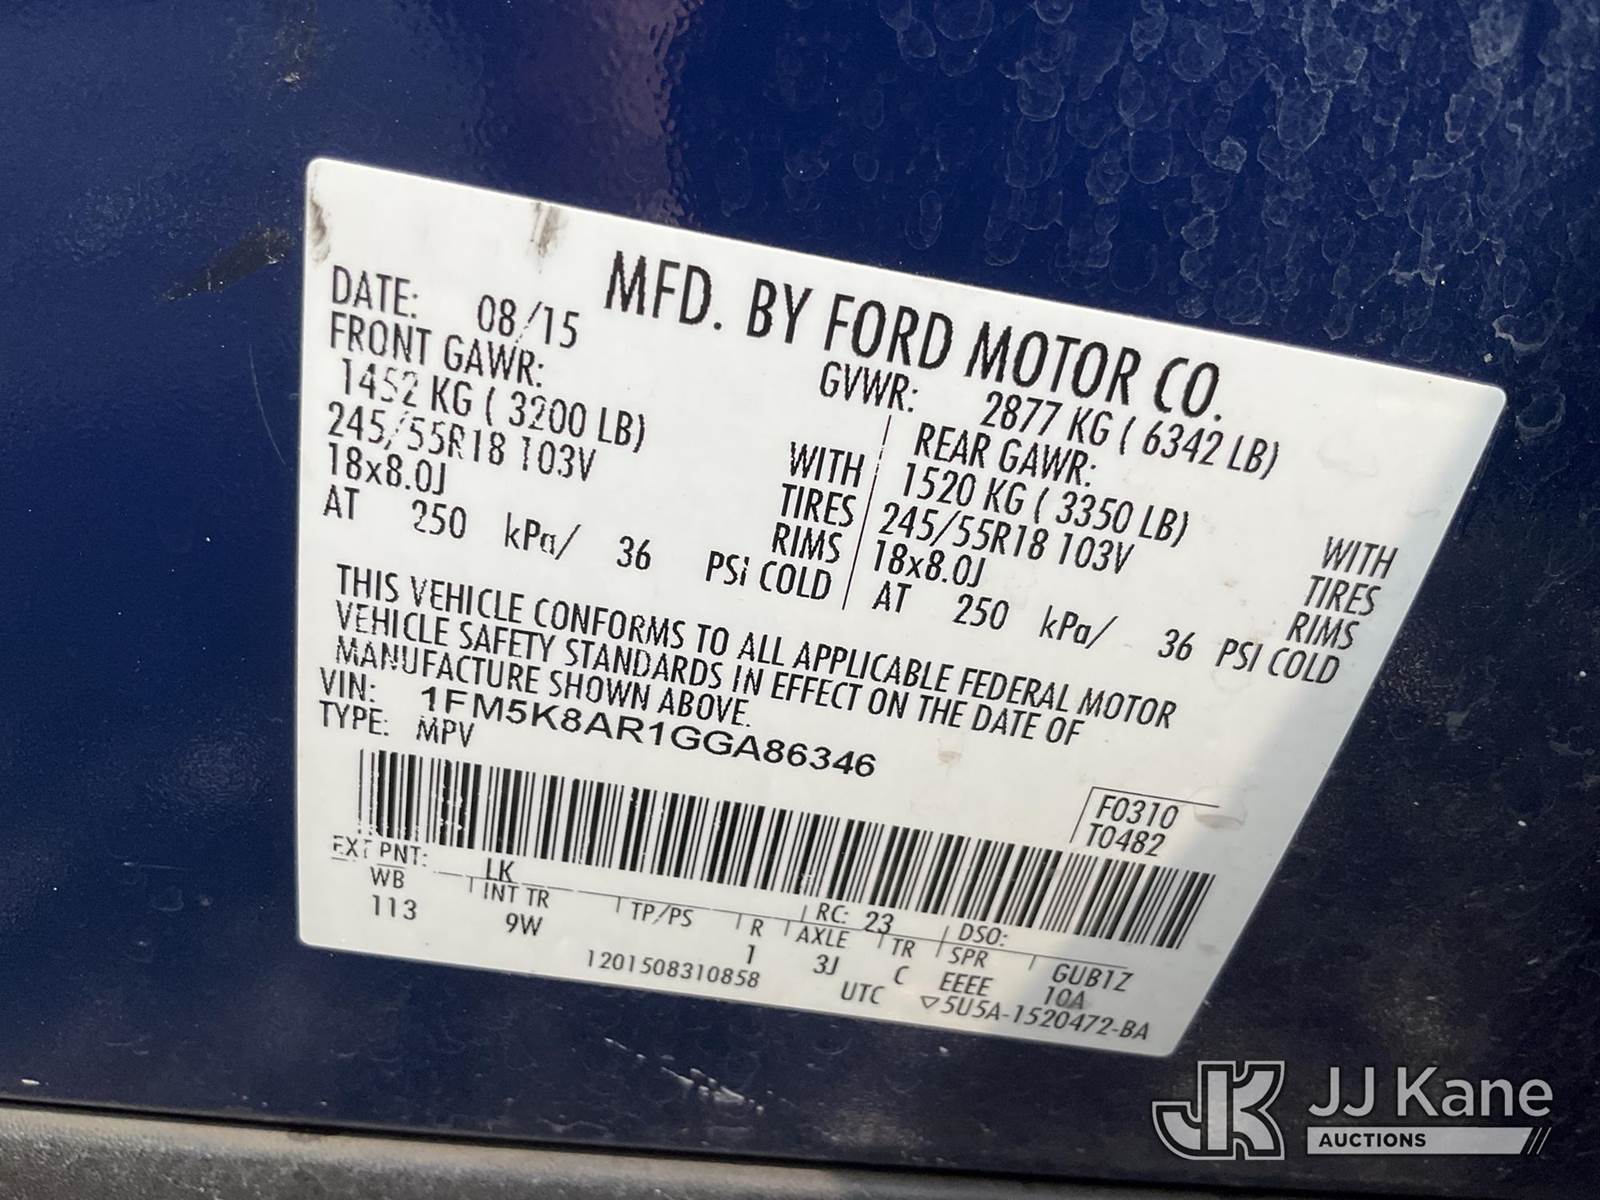 MFD. BY FORD MOTOR CO.
DATE: 08/15 GVWR: 2877 KG ( 6342 LB)
FRONT GAWR: REAR GAWR:
1452 KG ( 3200 LB) WITH 1520 KG ( 3350 LB) WITH
245/55R18 103V TIRES 245/55R18 103V TIRES
18x8.0J RIMS 18x8.0J RIMS
AT 250 kPa/ 36 PSI COLD AT 250 kPa/ 36 PSI COLD
THIS VEHICLE CONFORMS TO ALL APPLICABLE FEDERAL MOTOR
VEHICLE SAFETY STANDARDS IN EFFECT ON THE DATE OF
MANUFACTURE SHOWN ABOVE.
VIN: 1FM5K8AR1GGA86346
TYPE: MPV
F0310
T0482
EXT PNT: LK RC: 23 DSO:
WB INT TR TP/PS R AXLE TR SPR GUB1Z
113 9W 1 3J C EEEE 10A
1201508310858 UTC ▽5U5A-1520472-BA
JK JJ Kane
AUCTIONS